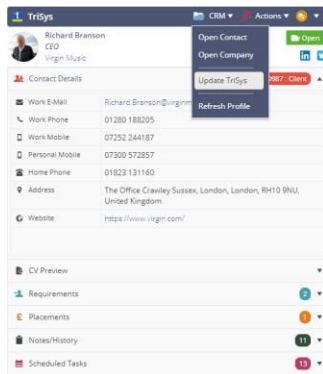 TriSys CRM Actions
Richard Branson
CEO
Virgin Music
Open
Open Contact
Open Company
Update TriSys
Refresh Profile
Contact Details
0987 : Client
Work E-Mail Richard.Branson@virginm
Work Phone 01280 188205
Work Mobile 07252 244187
Personal Mobile 07300 572857
Home Phone 01823 131160
Address The Office Crawley Sussex, London, London, RH10 9NU,
United Kingdom
Website https://www.virgin.com/
CV Preview
Requirements 2
Placements 1
Notes/History 11
Scheduled Tasks 13